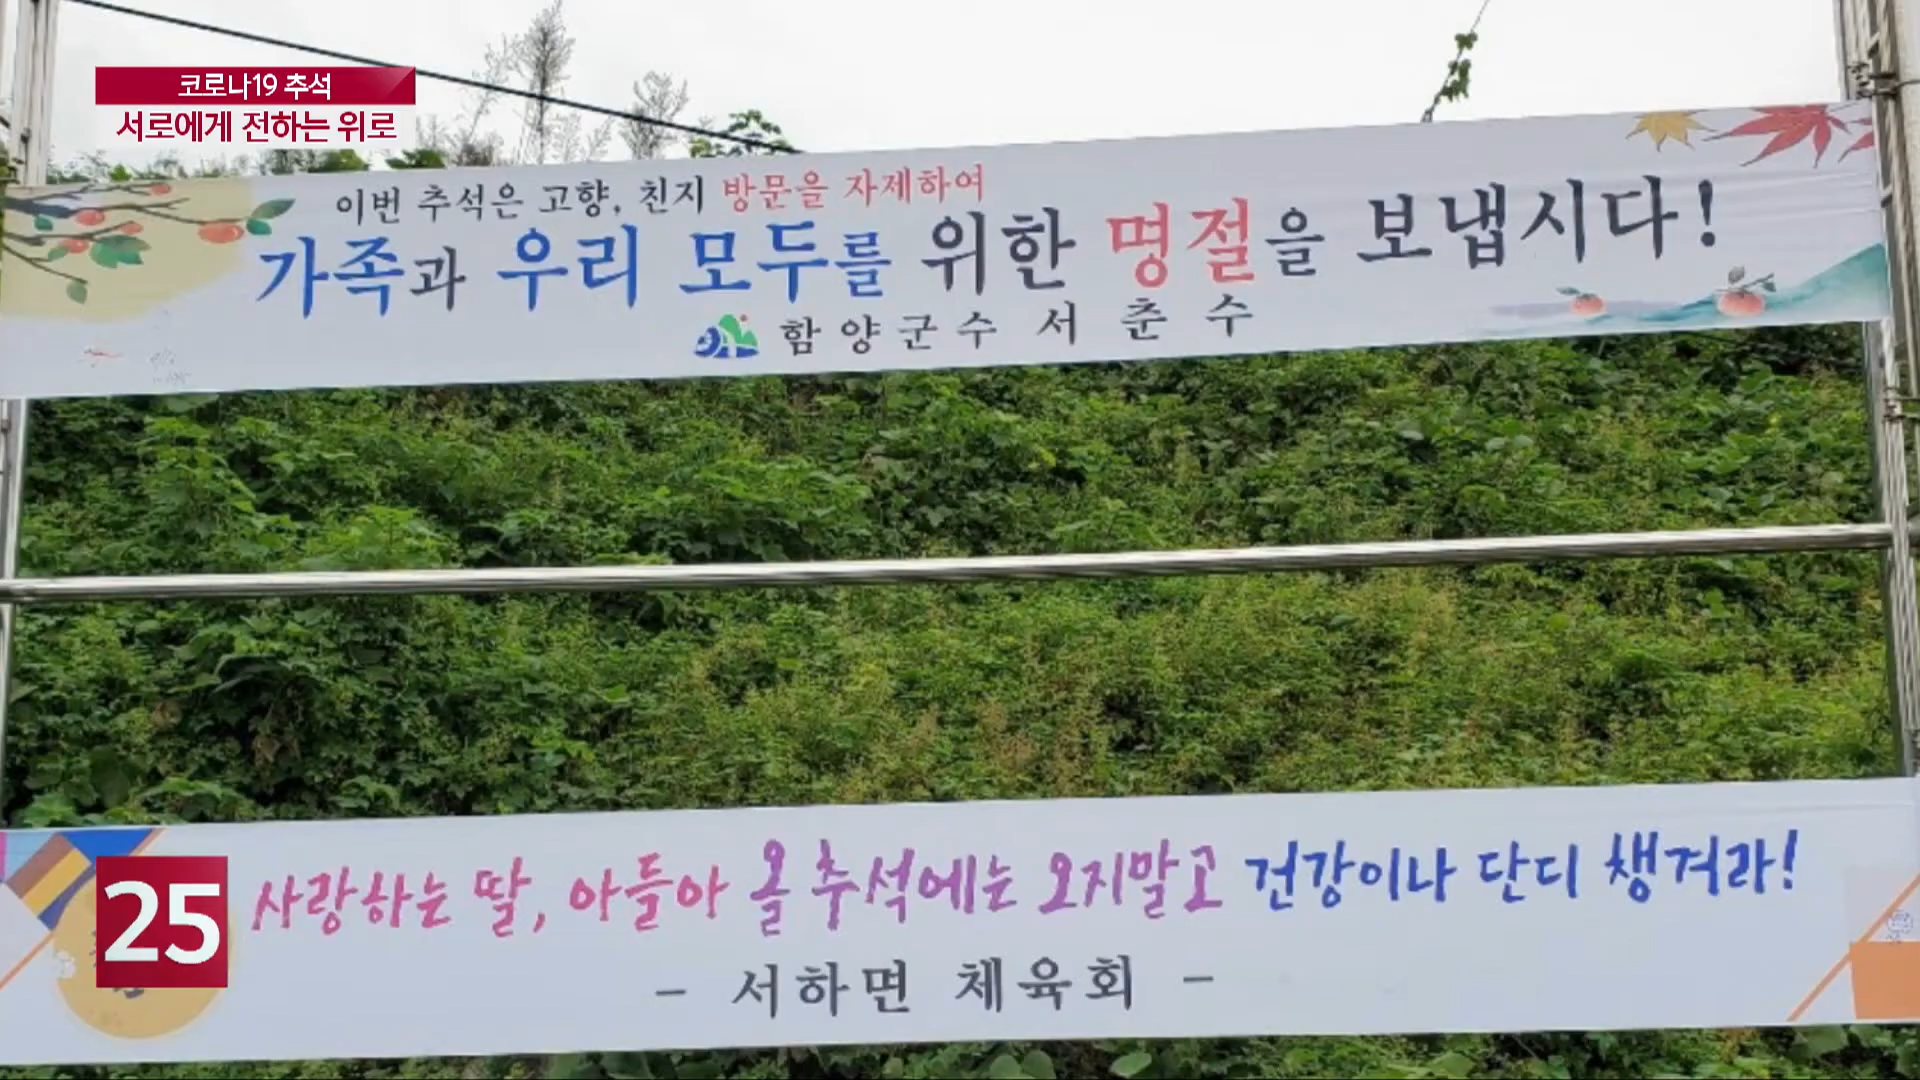 코로나19 추석
서로에게 전하는 위로
이번 추석은 고향, 친지 방문을 자제하여
가족과 우리 모두를 위한 명절을 보냅시다!
함양군수 서춘수
25
사랑하는 딸, 아들아 올 추석에는 오지말고 건강이나 단디 챙겨라!
- 서하면 체육회 -